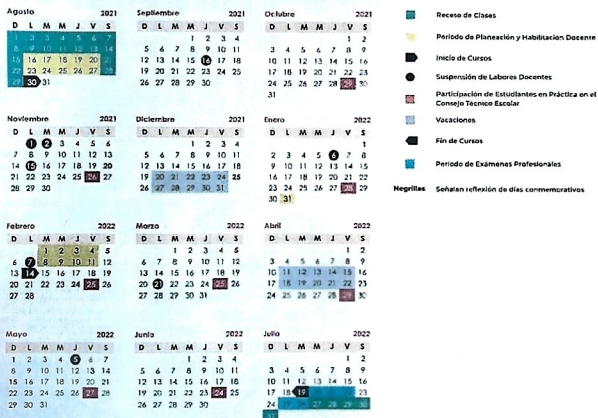 Agosto 2021
D L M M J V S
1 2 3 4 5 6 7
8 9 10 11 12 13 14
15 16 17 18 19 20 21
22 23 24 25 26 27 28
29 30 31
Septiembre 2021
D L M M J V S
1 2 3 4
5 6 7 8 9 10 11
12 13 14 15 16 17 18
19 20 21 22 23 24 25
26 27 28 29 30
Octubre 2021
D L M M J V S
1 2
3 4 5 6 7 8 9
10 11 12 13 14 15 16
17 18 19 20 21 22 23
24 25 26 27 28 29 30
31
Noviembre 2021
D L M M J V S
1 2 3 4 5 6
7 8 9 10 11 12 13
14 15 16 17 18 19 20
21 22 23 24 25 26 27
28 29 30
Diciembre 2021
D L M M J V S
1 2 3 4
5 6 7 8 9 10 11
12 13 14 15 16 17 18
19 20 21 22 23 24 25
26 27 28 29 30 31
Enero 2022
D L M M J V S
1
2 3 4 5 6 7 8
9 10 11 12 13 14 15
16 17 18 19 20 21 22
23 24 25 26 27 28 29
30 31
Febrero 2022
D L M M J V S
1 2 3 4 5
6 7 8 9 10 11 12
13 14 15 16 17 18 19
20 21 22 23 24 25 26
27 28
Marzo 2022
D L M M J V S
1 2 3 4 5
6 7 8 9 10 11 12
13 14 15 16 17 18 19
20 21 22 23 24 25 26
27 28 29 30 31
Abril 2022
D L M M J V S
1 2
3 4 5 6 7 8 9
10 11 12 13 14 15 16
17 18 19 20 21 22 23
24 25 26 27 28 29 30
Mayo 2022
D L M M J V S
1 2 3 4 5 6 7
8 9 10 11 12 13 14
15 16 17 18 19 20 21
22 23 24 25 26 27 28
29 30 31
Junio 2022
D L M M J V S
1 2 3 4
5 6 7 8 9 10 11
12 13 14 15 16 17 18
19 20 21 22 23 24 25
26 27 28 29 30
Julio 2022
D L M M J V S
1 2
3 4 5 6 7 8 9
10 11 12 13 14 15 16
17 18 19 20 21 22 23
24 25 26 27 28 29 30
31
Receso de Clases
Período de Planeación y Habilitación Docente
Inicio de Cursos
Suspensión de Labores Docentes
Participación de Estudiantes en Práctica en el
Consejo Técnico Escolar
Vacaciones
Fin de Cursos
Periodo de Exámenes Profesionales
Negrillas Señalan reflexión de días conmemorativos